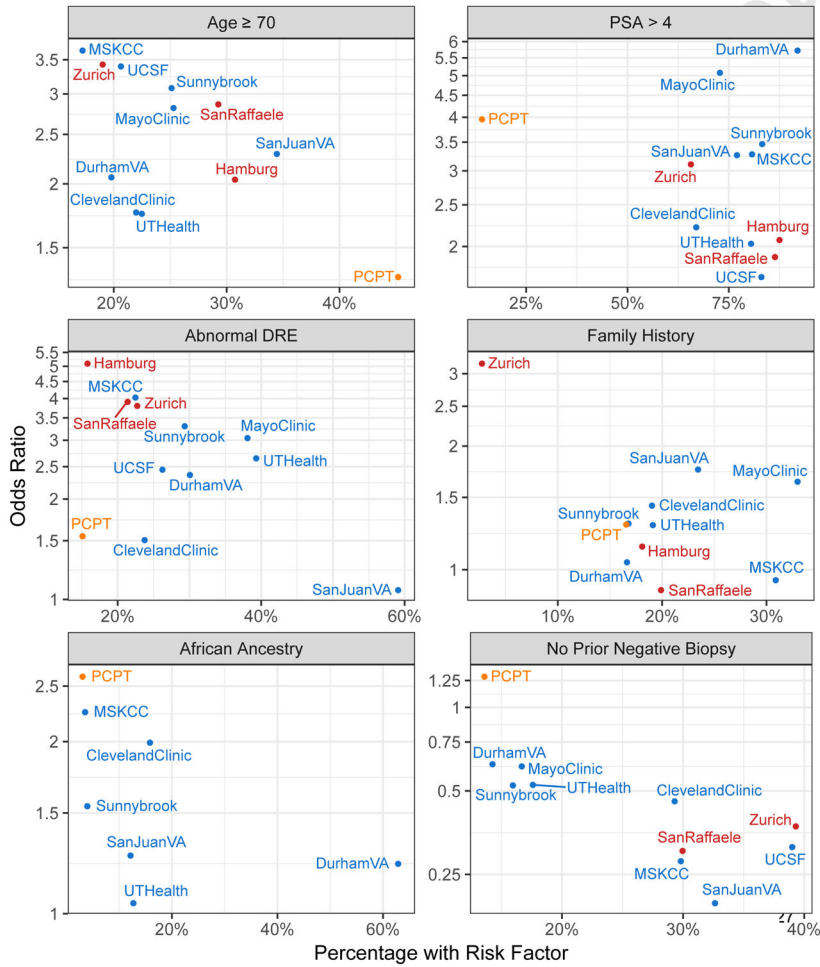 Age ≥ 70
PSA > 4
3.5
3
2.5
2
1.5
MSKCC
Zurich
UCSF
Sunnybrook
MayoClinic
SanRaffaele
SanJuanVA
DurhamVA
Hamburg
ClevelandClinic
UTHealth
PCPT
20%
30%
40%
6
5.5
5
4.5
4
3.5
3
2.5
2
DurhamVA
MayoClinic
PCPT
Sunnybrook
SanJuanVA
MSKCC
Zurich
ClevelandClinic
Hamburg
UTHealth
SanRaffaele
UCSF
25%
50%
75%
Abnormal DRE
Family History
Odds Ratio
5.5
5
4.5
4
3.5
3
2.5
2
1.5
1
Hamburg
MSKCC
Zurich
SanRaffaele
Sunnybrook
MayoClinic
UCSF
UTHealth
DurhamVA
PCPT
ClevelandClinic
SanJuanVA
20%
40%
60%
3
2.5
2
1.5
1
Zurich
SanJuanVA
MayoClinic
ClevelandClinic
Sunnybrook
UTHealth
PCPT
Hamburg
DurhamVA
MSKCC
SanRaffaele
10%
20%
30%
African Ancestry
No Prior Negative Biopsy
2.5
2
1.5
1
PCPT
MSKCC
ClevelandClinic
Sunnybrook
SanJuanVA
DurhamVA
UTHealth
20%
40%
60%
1.25
1
0.75
0.5
0.25
PCPT
DurhamVA
MayoClinic
Sunnybrook
UTHealth
ClevelandClinic
Zurich
SanRaffaele
UCSF
MSKCC
SanJuanVA
27
20%
30%
40%
Percentage with Risk Factor